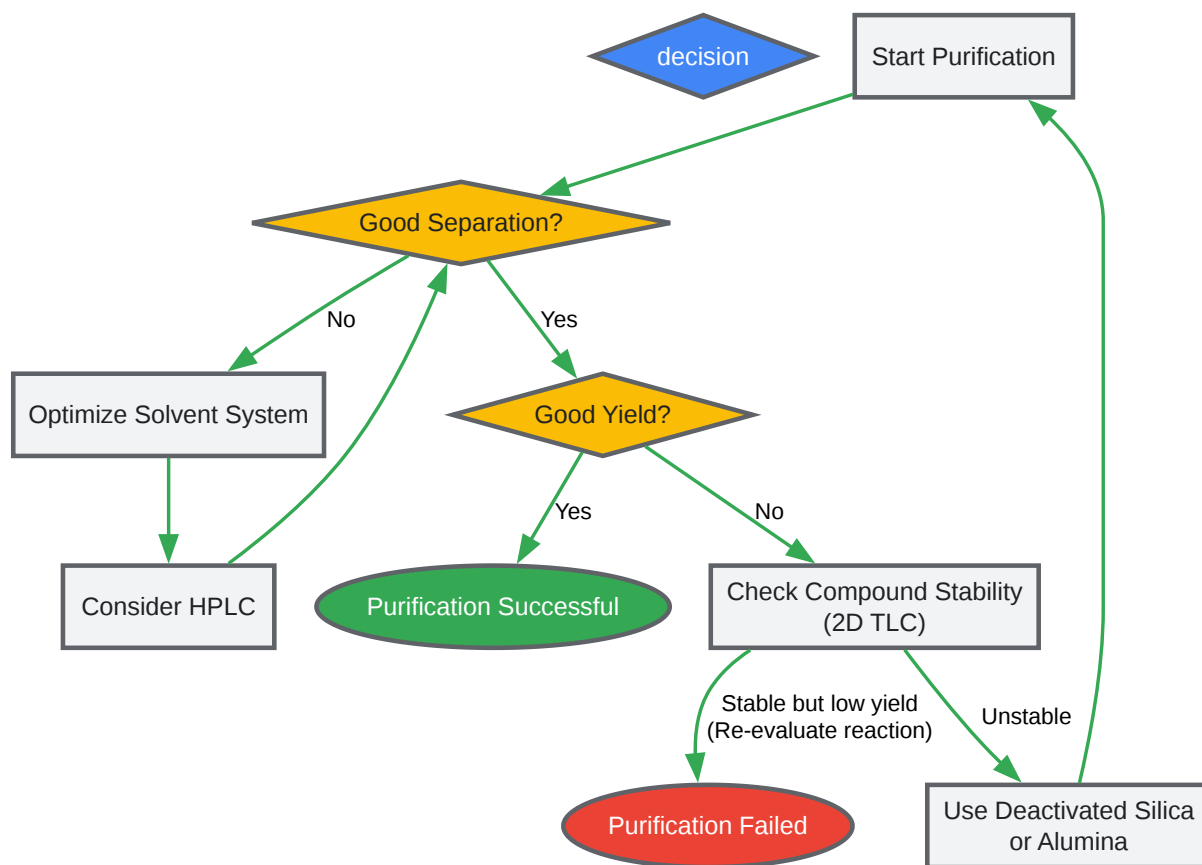 decision
Start Purification
Good Separation?
No
Yes
Optimize Solvent System
Good Yield?
Yes
No
Consider HPLC
Purification Successful
Check Compound Stability
(2D TLC)
Stable but low yield
(Re-evaluate reaction)
Unstable
Purification Failed
Use Deactivated Silica
or Alumina